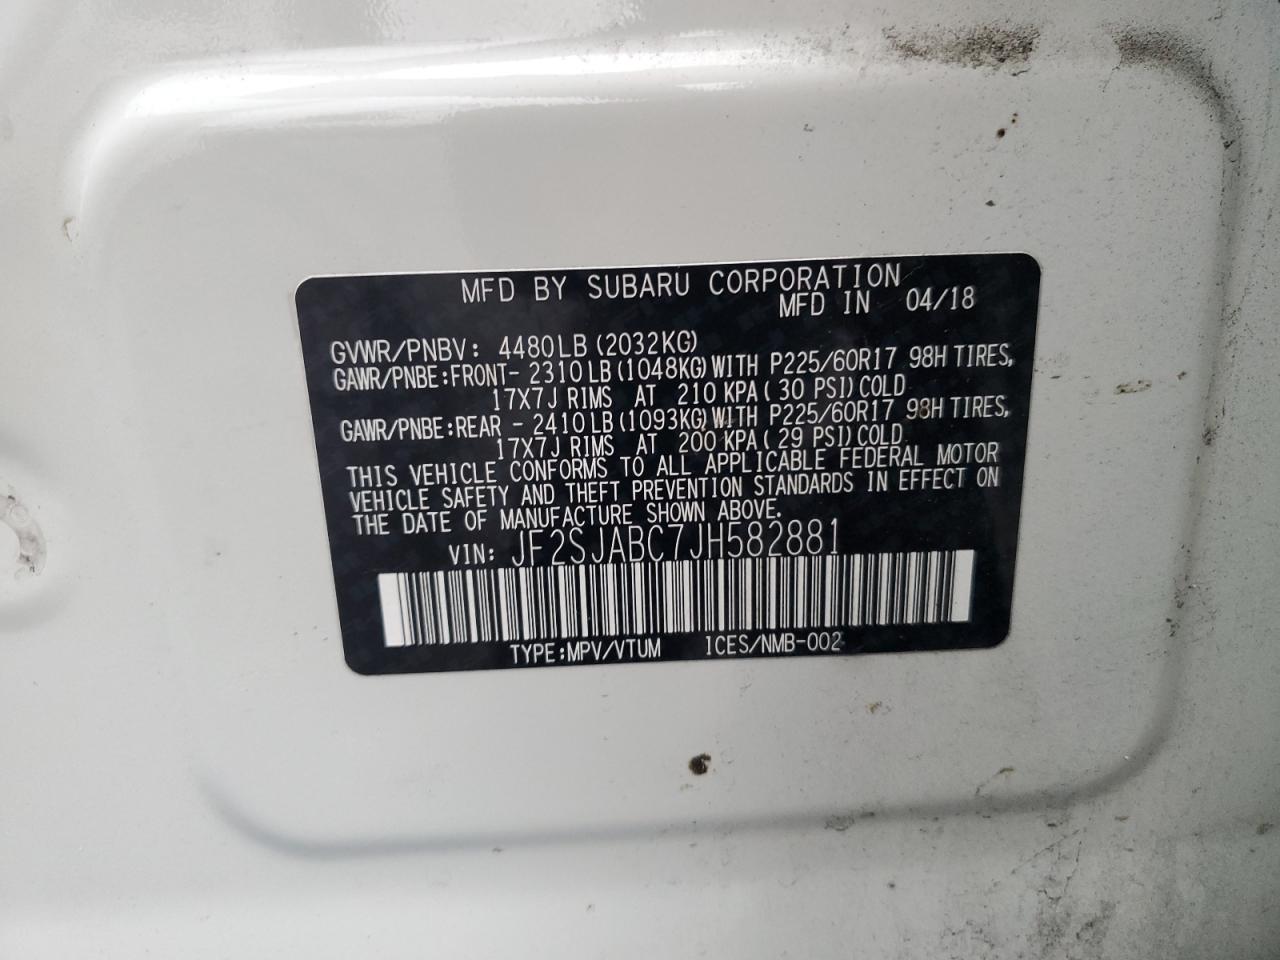 MFD BY SUBARU CORPORATION
MFD IN 04/18
GVWR/PNBV: 4480LB (2032KG)
GAWR/PNBE:FRONT- 2310LB (1048KG) WITH P225/60R17 98H TIRES,
17X7J RIMS AT 210 KPA ( 30 PSI) COLD
GAWR/PNBE:REAR - 2410LB (1093KG) WITH P225/60R17 98H TIRES,
17X7J RIMS AT 200 KPA ( 29 PSI) COLD
THIS VEHICLE CONFORMS TO ALL APPLICABLE FEDERAL MOTOR
VEHICLE SAFETY AND THEFT PREVENTION STANDARDS IN EFFECT ON
THE DATE OF MANUFACTURE SHOWN ABOVE.
VIN: JF2SJABC7JH582881
TYPE:MPV/VTUM ICES/NMB-002